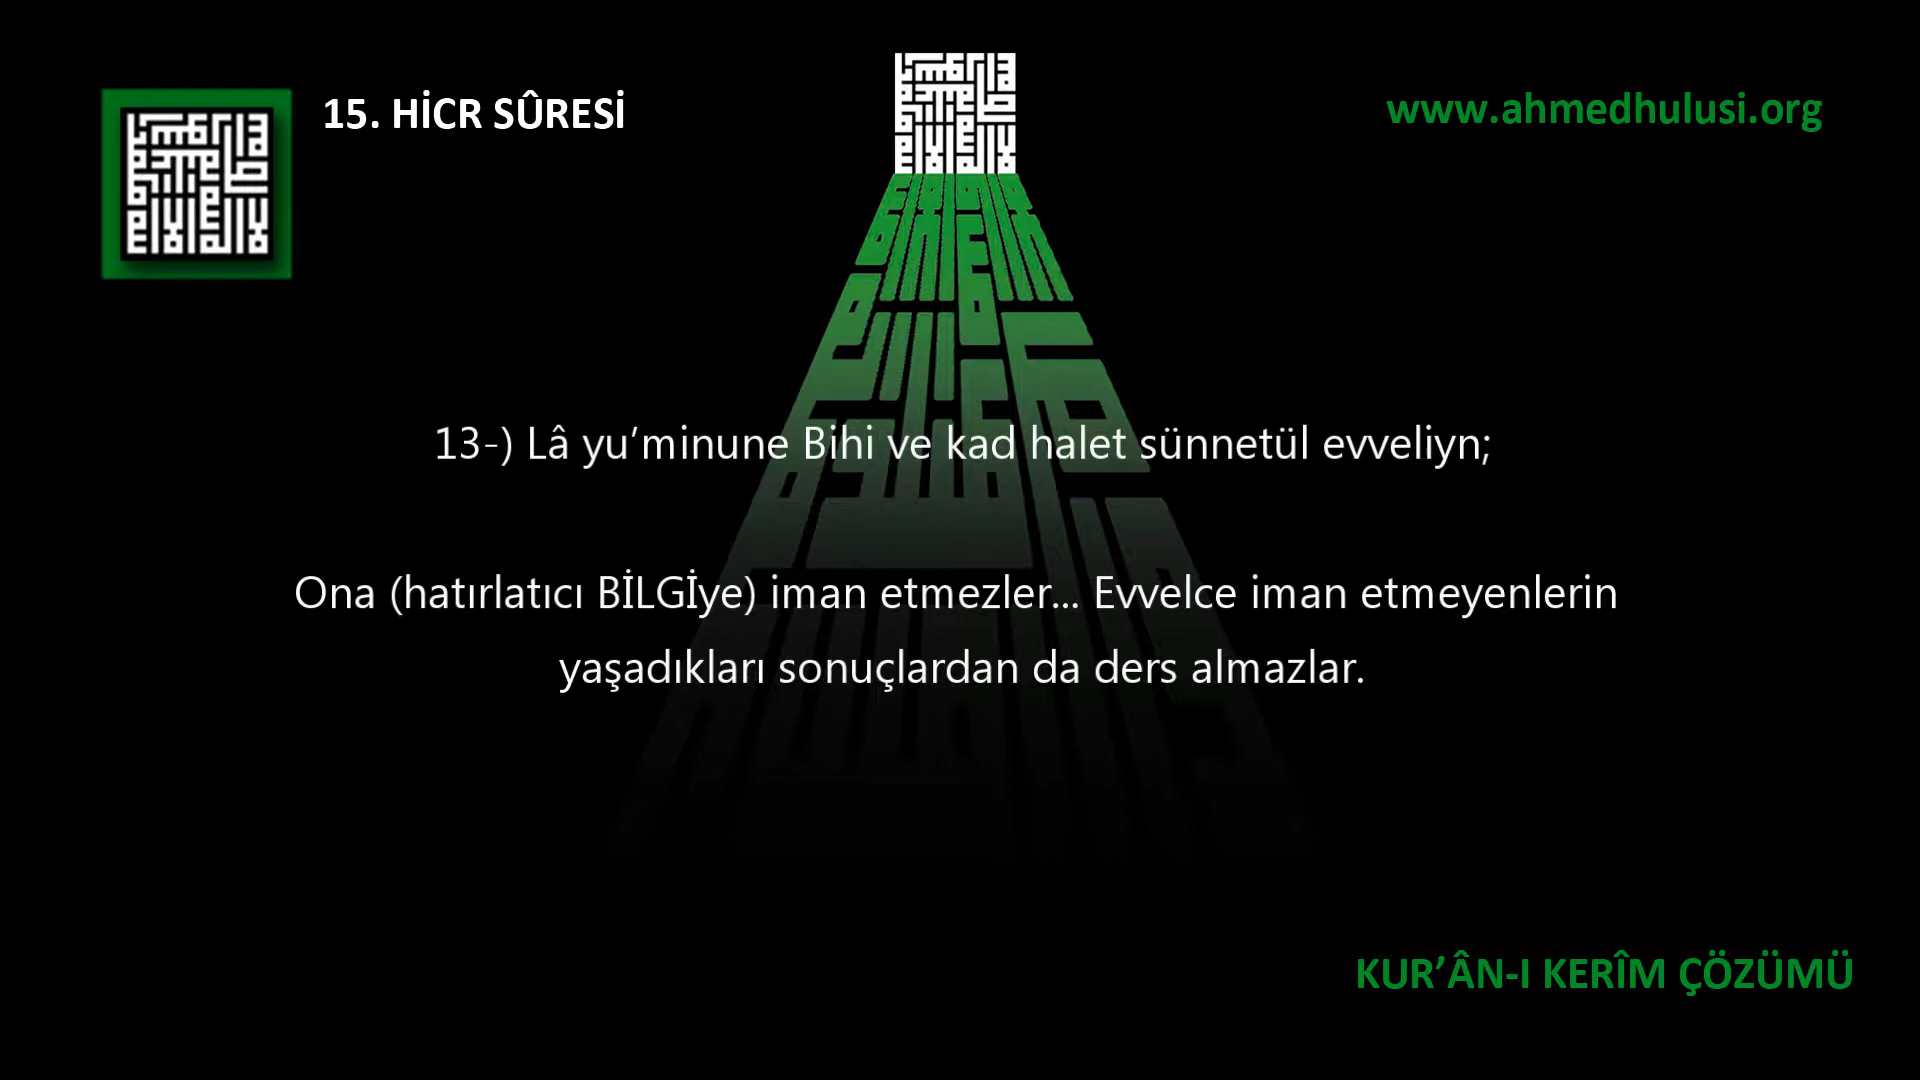 15. HİCR SÛRESİ
www.ahmedhulusi.org
13-) Lâ yu’minune Bihi ve kad halet sünnetül evveliyn;
Ona (hatırlatıcı BİLGİye) iman etmezler... Evvelce iman etmeyenlerin
yaşadıkları sonuçlardan da ders almazlar.
KUR’ÂN-I KERÎM ÇÖZÜMÜ